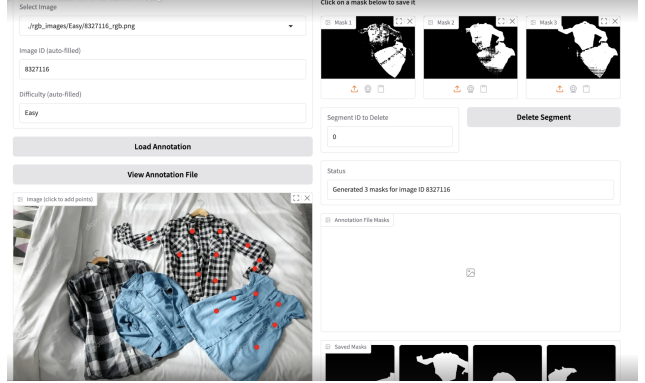 Select Image
./rgb_images/Easy/8327116_rgb.png
Image ID (auto-filled)
8327116
Difficulty (auto-filled)
Easy
Load Annotation
View Annotation File
Image (click to add points)
Click on a mask below to save it
Mask 1
Mask 2
Mask 3
Segment ID to Delete
0
Delete Segment
Status
Generated 3 masks for image ID 8327116
Annotation File Masks
Saved Masks